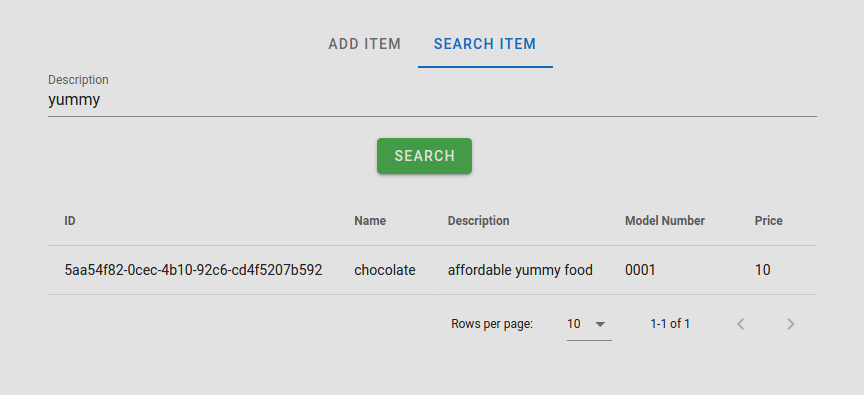 ADD ITEM SEARCH ITEM
Description
yummy
SEARCH
ID Name Description Model Number Price
5aa54f82-0cec-4b10-92c6-cd4f5207b592 chocolate affordable yummy food 0001 10
Rows per page: 10 1-1 of 1